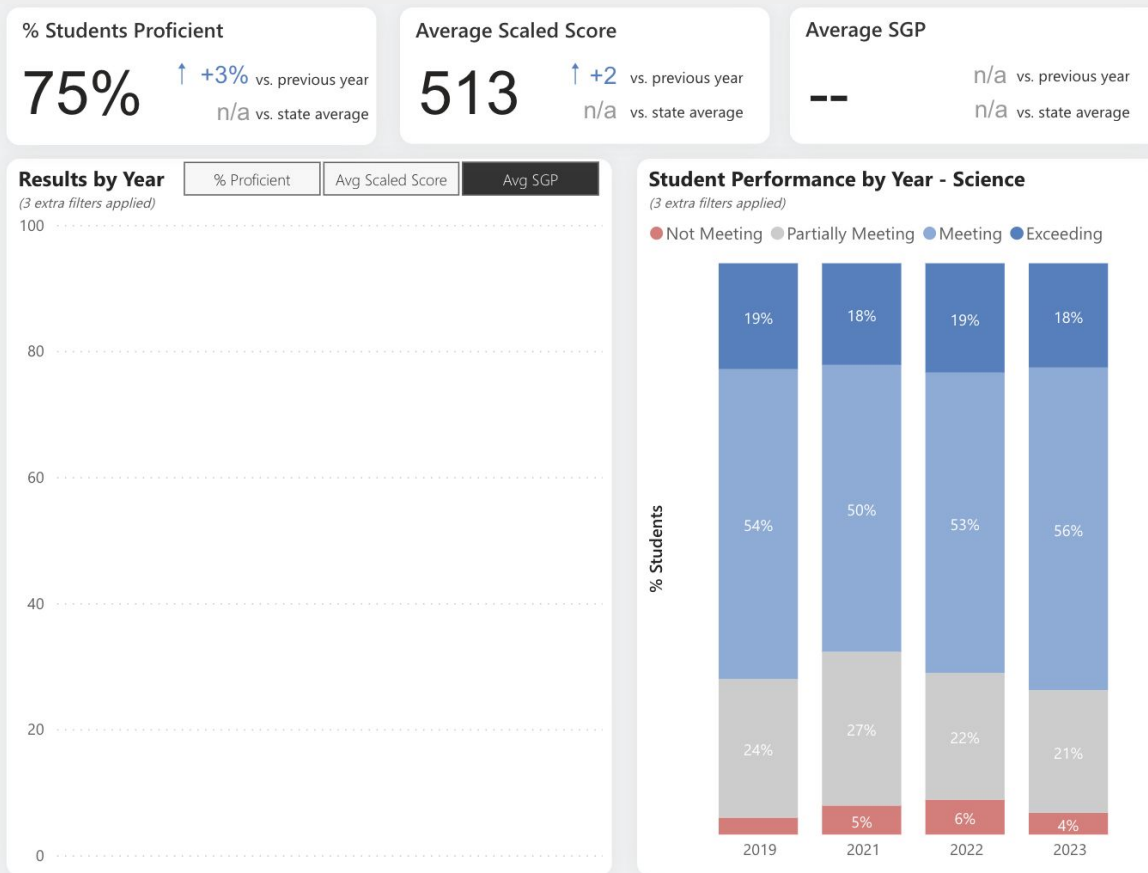 % Students Proficient
75%
↑ +3% vs. previous year
n/a vs. state average
Average Scaled Score
513
↑ +2 vs. previous year
n/a vs. state average
Average SGP
--
n/a vs. previous year
n/a vs. state average
Results by Year
% Proficient
Avg Scaled Score
Avg SGP
(3 extra filters applied)
100
80
60
40
20
0
Student Performance by Year - Science
(3 extra filters applied)
Not Meeting Partially Meeting Meeting Exceeding
% Students
19% 18% 19% 18%
54% 50% 53% 56%
24% 27% 22% 21%
5% 6% 4%
2019 2021 2022 2023